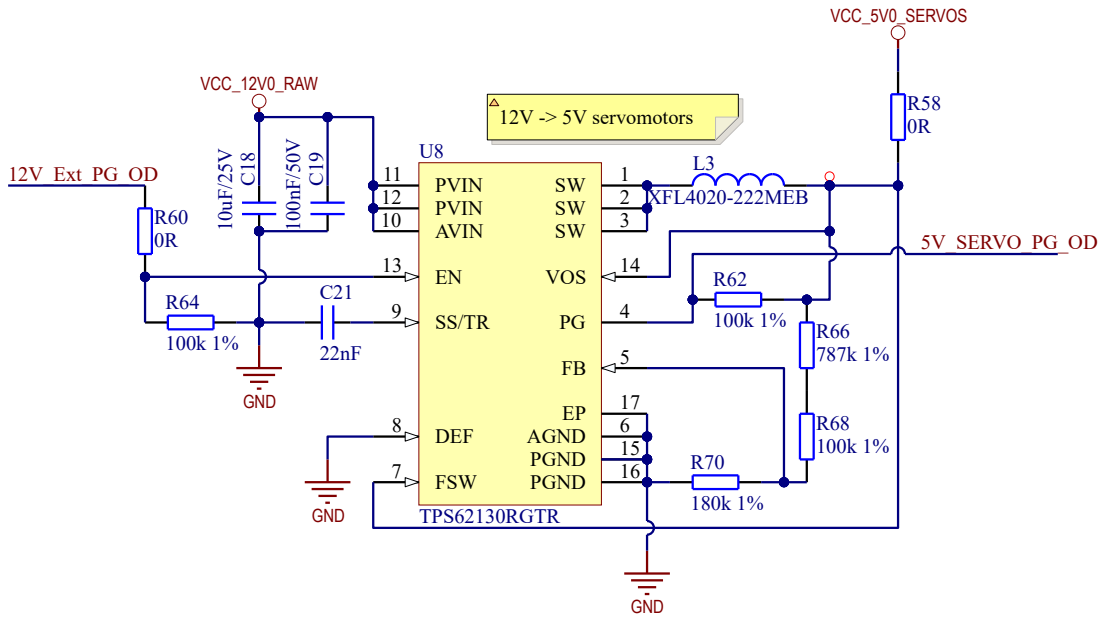 VCC_5V0_SERVOS
VCC_12V0_RAW
12V -> 5V servomotors
R58
0R
12V_Ext_PG_OD
10uF/25V
C18
100nF/50V
C19
U8
L3
XFL4020-222MEB
R60
0R
11
PVIN
SW
1
12
PVIN
SW
2
10
AVIN
SW
3
5V_SERVO_PG_OD
13
EN
VOS
14
R62
100k 1%
R64
100k 1%
C21
22nF
9
SS/TR
PG
4
R66
787k 1%
FB
5
GND
EP
17
R68
100k 1%
8
DEF
AGND
6
PGND
15
7
FSW
PGND
16
R70
180k 1%
GND
TPS62130RGTR
GND